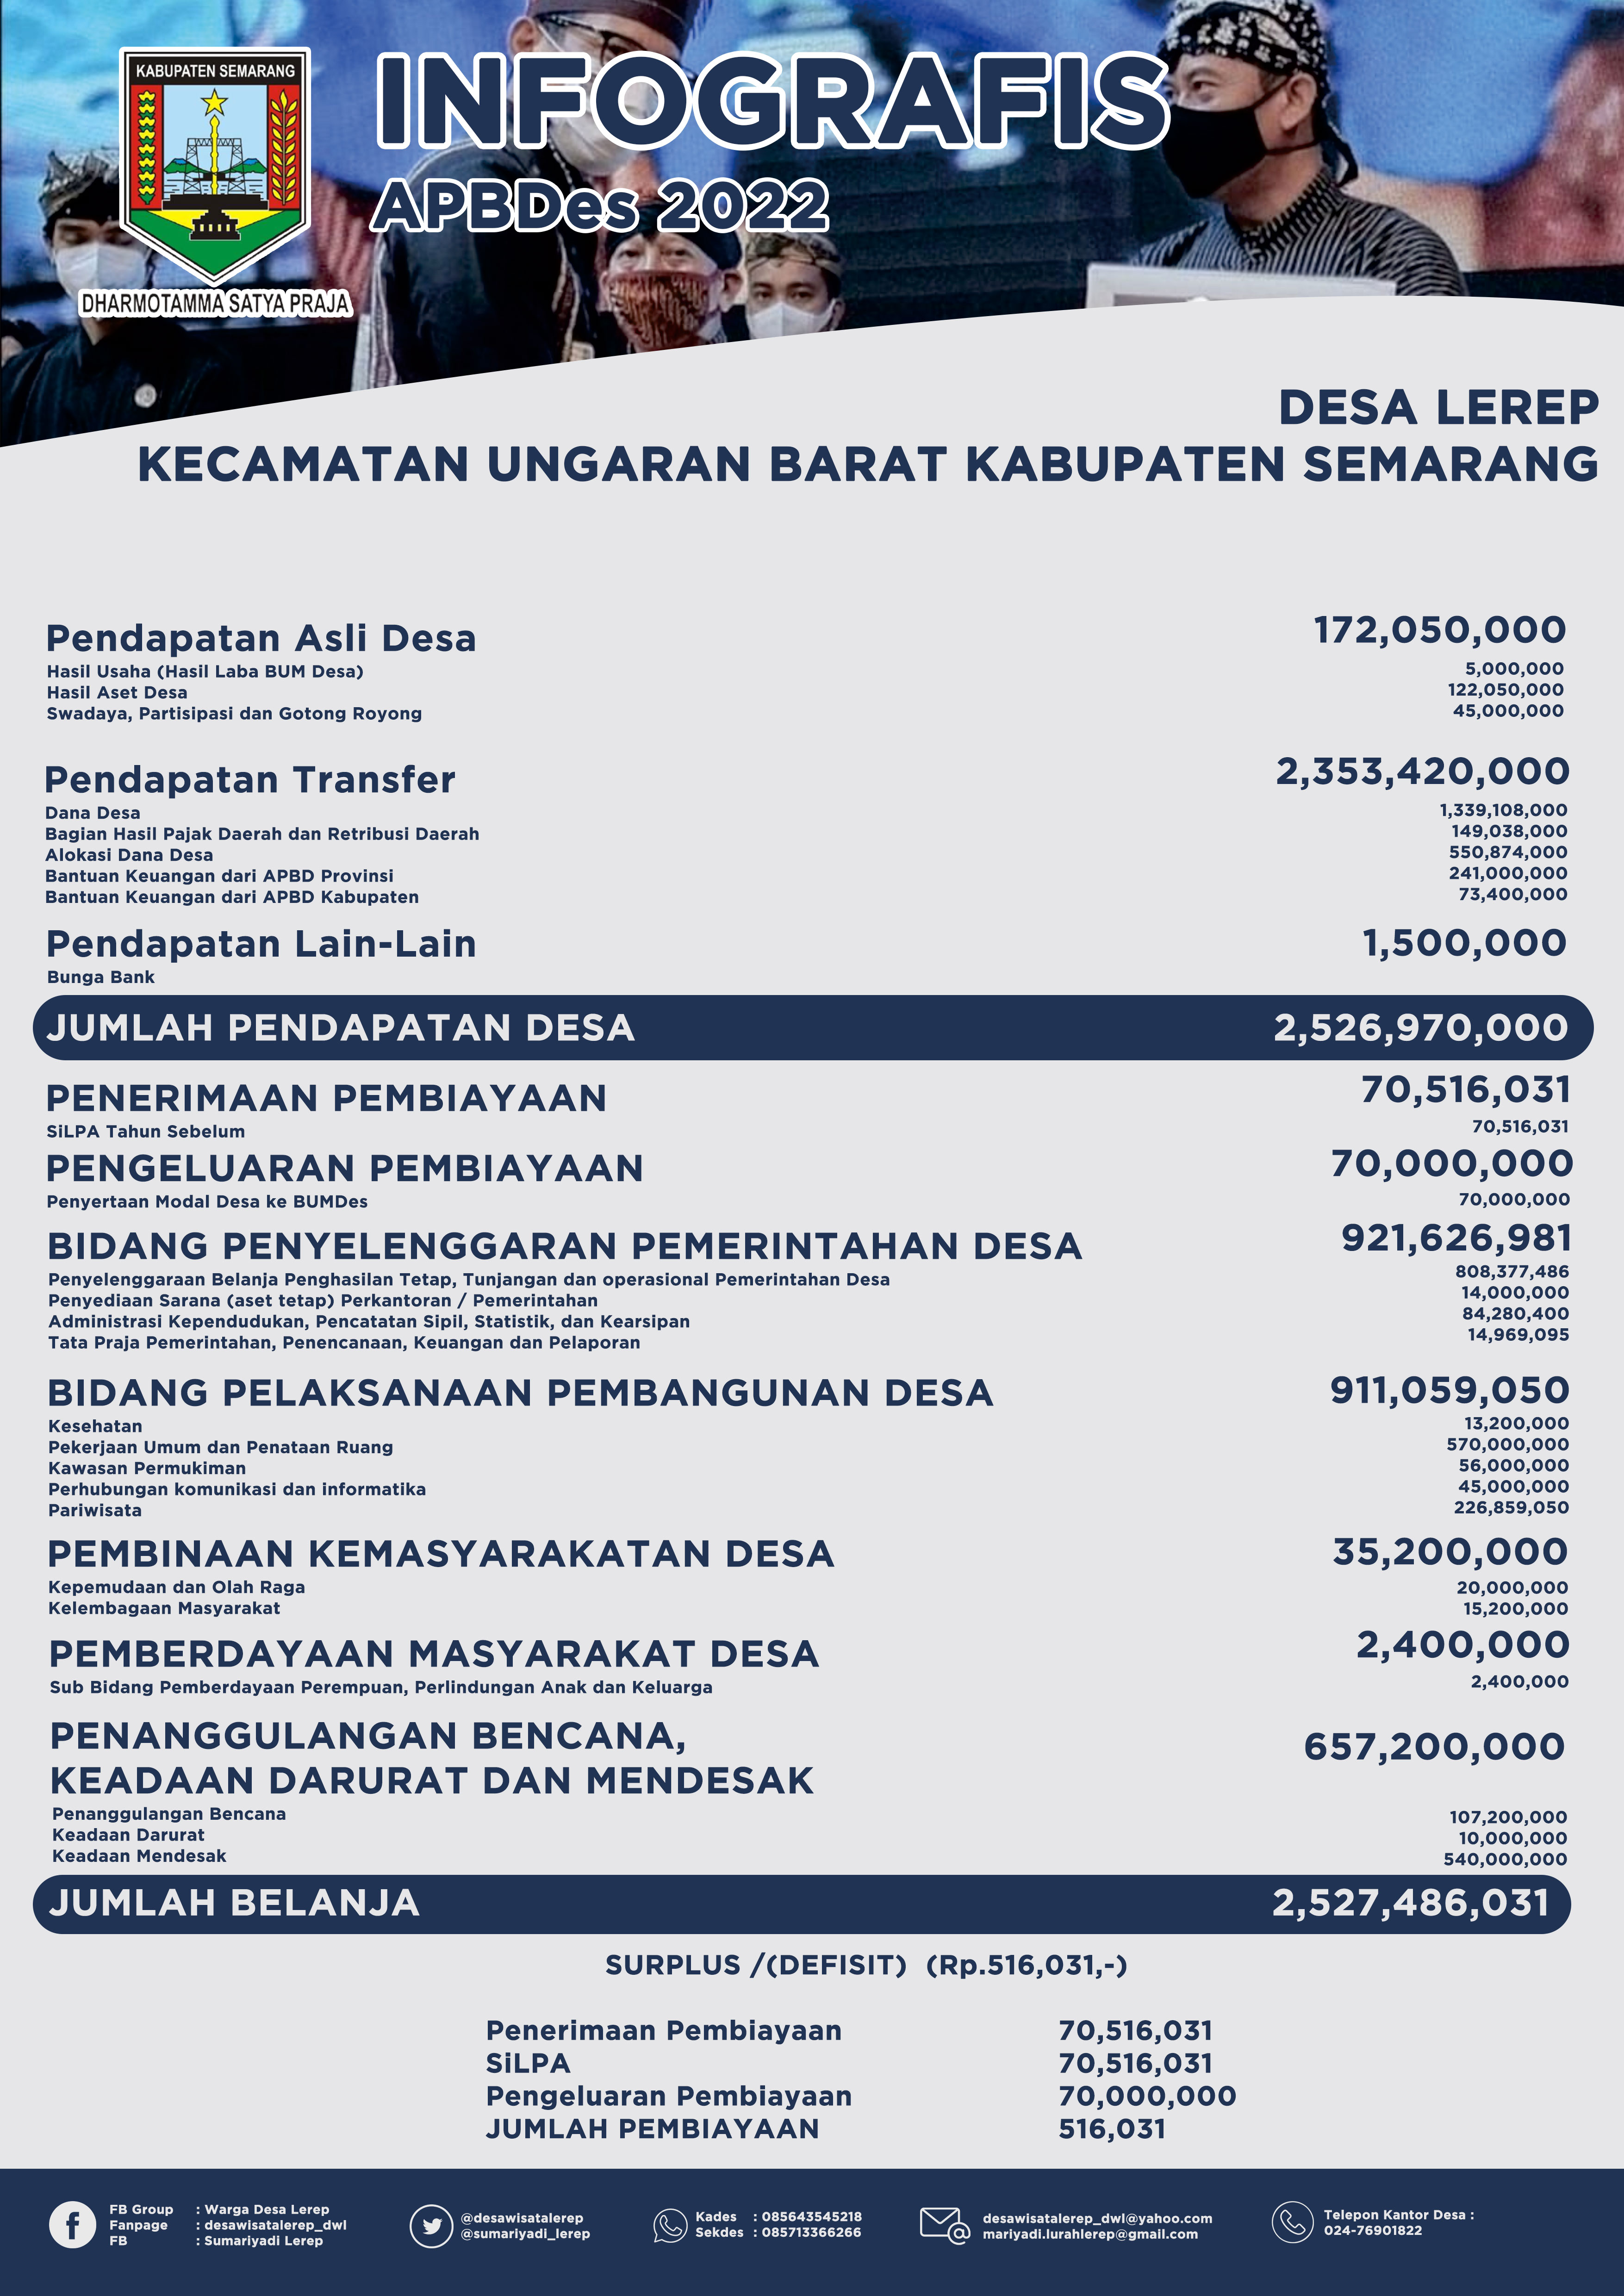 KABUPATEN SEMARANG
DHARMOTAMMA SATYA PRAJA
INFOGRAFIS
APBDes 2022
DESA LEREP
KECAMATAN UNGARAN BARAT KABUPATEN SEMARANG
Pendapatan Asli Desa 172,050,000
Hasil Usaha (Hasil Laba BUM Desa) 5,000,000
Hasil Aset Desa 122,050,000
Swadaya, Partisipasi dan Gotong Royong 45,000,000
Pendapatan Transfer 2,353,420,000
Dana Desa 1,339,108,000
Bagian Hasil Pajak Daerah dan Retribusi Daerah 149,038,000
Alokasi Dana Desa 550,874,000
Bantuan Keuangan dari APBD Provinsi 241,000,000
Bantuan Keuangan dari APBD Kabupaten 73,400,000
Pendapatan Lain-Lain 1,500,000
Bunga Bank
JUMLAH PENDAPATAN DESA 2,526,970,000
PENERIMAAN PEMBIAYAAN 70,516,031
SiLPA Tahun Sebelum 70,516,031
PENGELUARAN PEMBIAYAAN 70,000,000
Penyertaan Modal Desa ke BUMDes 70,000,000
BIDANG PENYELENGGARAN PEMERINTAHAN DESA 921,626,981
Penyelenggaraan Belanja Penghasilan Tetap, Tunjangan dan operasional Pemerintahan Desa 808,377,486
Penyediaan Sarana (aset tetap) Perkantoran / Pemerintahan 14,000,000
Administrasi Kependudukan, Pencatatan Sipil, Statistik, dan Kearsipan 84,280,400
Tata Praja Pemerintahan, Penencanaan, Keuangan dan Pelaporan 14,969,095
BIDANG PELAKSANAAN PEMBANGUNAN DESA 911,059,050
Kesehatan 13,200,000
Pekerjaan Umum dan Penataan Ruang 570,000,000
Kawasan Permukiman 56,000,000
Perhubungan komunikasi dan informatika 45,000,000
Pariwisata 226,859,050
PEMBINAAN KEMASYARAKATAN DESA 35,200,000
Kepemudaan dan Olah Raga 20,000,000
Kelembagaan Masyarakat 15,200,000
PEMBERDAYAAN MASYARAKAT DESA 2,400,000
Sub Bidang Pemberdayaan Perempuan, Perlindungan Anak dan Keluarga 2,400,000
PENANGGULANGAN BENCANA,
KEADAAN DARURAT DAN MENDESAK 657,200,000
Penanggulangan Bencana 107,200,000
Keadaan Darurat 10,000,000
Keadaan Mendesak 540,000,000
JUMLAH BELANJA 2,527,486,031
SURPLUS /(DEFISIT) (Rp.516,031,-)
Penerimaan Pembiayaan 70,516,031
SiLPA 70,516,031
Pengeluaran Pembiayaan 70,000,000
JUMLAH PEMBIAYAAN 516,031
FB Group : Warga Desa Lerep
Fanpage : desawisatalerep_dwl
FB : Sumariyadi Lerep
@desawisatalerep
@sumariyadi_lerep
Kades : 085643545218
Sekdes : 085713366266
desawisatalerep_dwl@yahoo.com
mariyadi.lurahlerep@gmail.com
Telepon Kantor Desa :
024-76901822